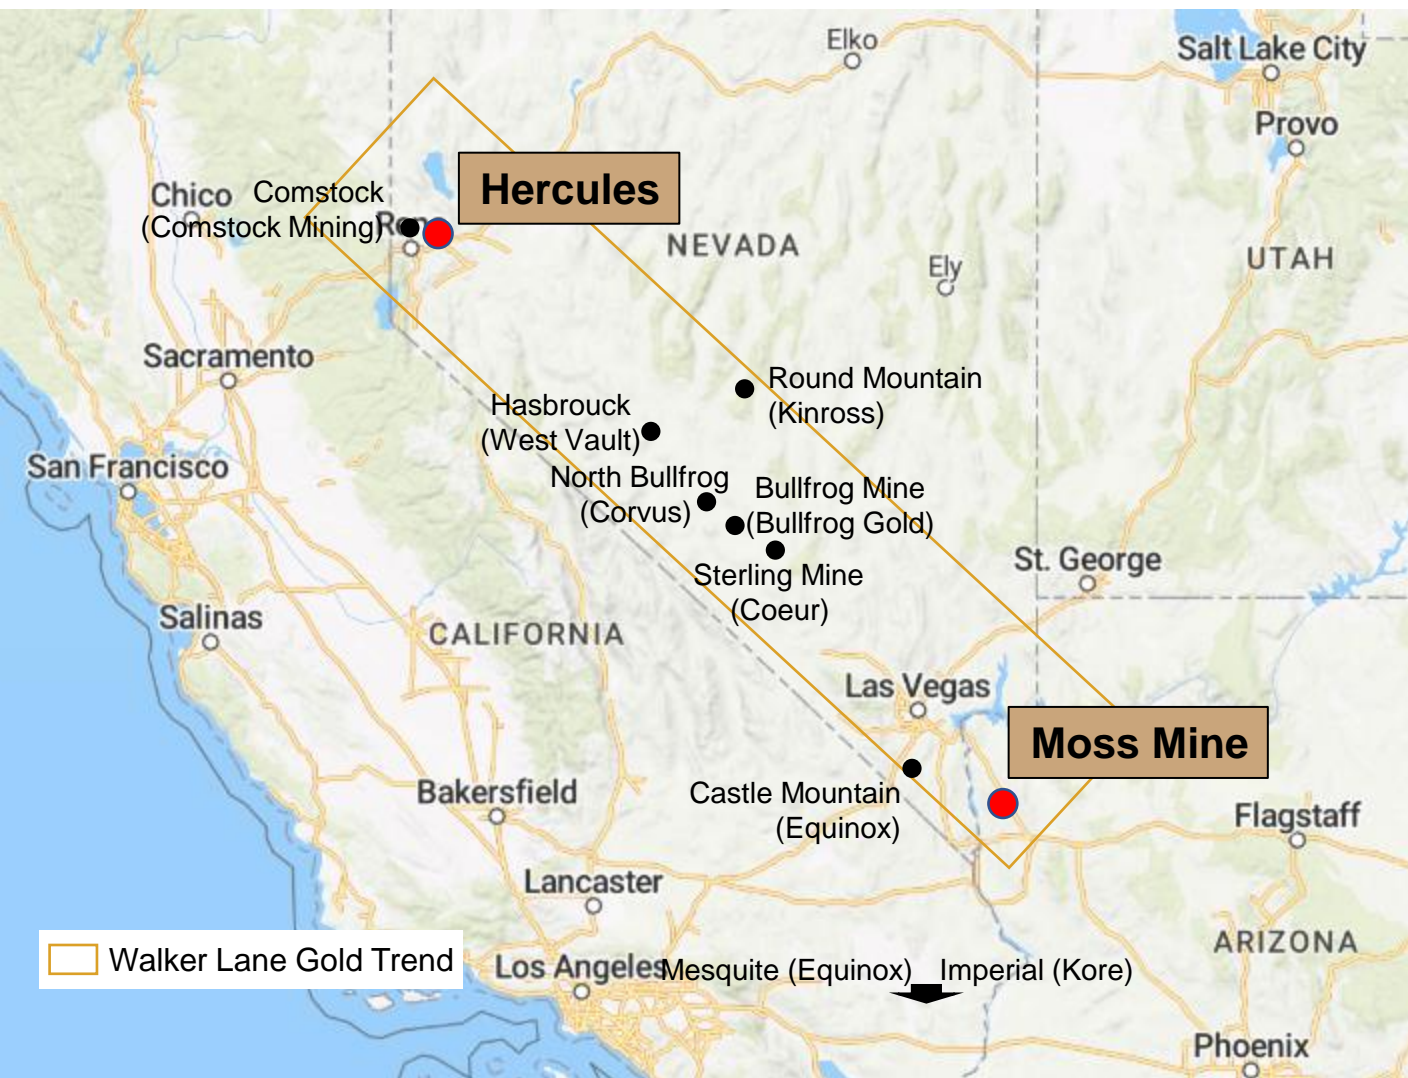 Elko
Salt Lake City
Provo
Hercules
Chico
Comstock
(Comstock Mining)
NEVADA
UTAH
Ely
Sacramento
Round Mountain
(Kinross)
Hasbrouck
(West Vault)
San Francisco
North Bullfrog
(Corvus)
Bullfrog Mine
(Bullfrog Gold)
St. George
Sterling Mine
(Coeur)
Salinas
CALIFORNIA
Las Vegas
Moss Mine
Castle Mountain
(Equinox)
Bakersfield
Flagstaff
Lancaster
ARIZONA
Walker Lane Gold Trend
Los Angeles
Mesquite (Equinox)
Imperial (Kore)
Phoenix